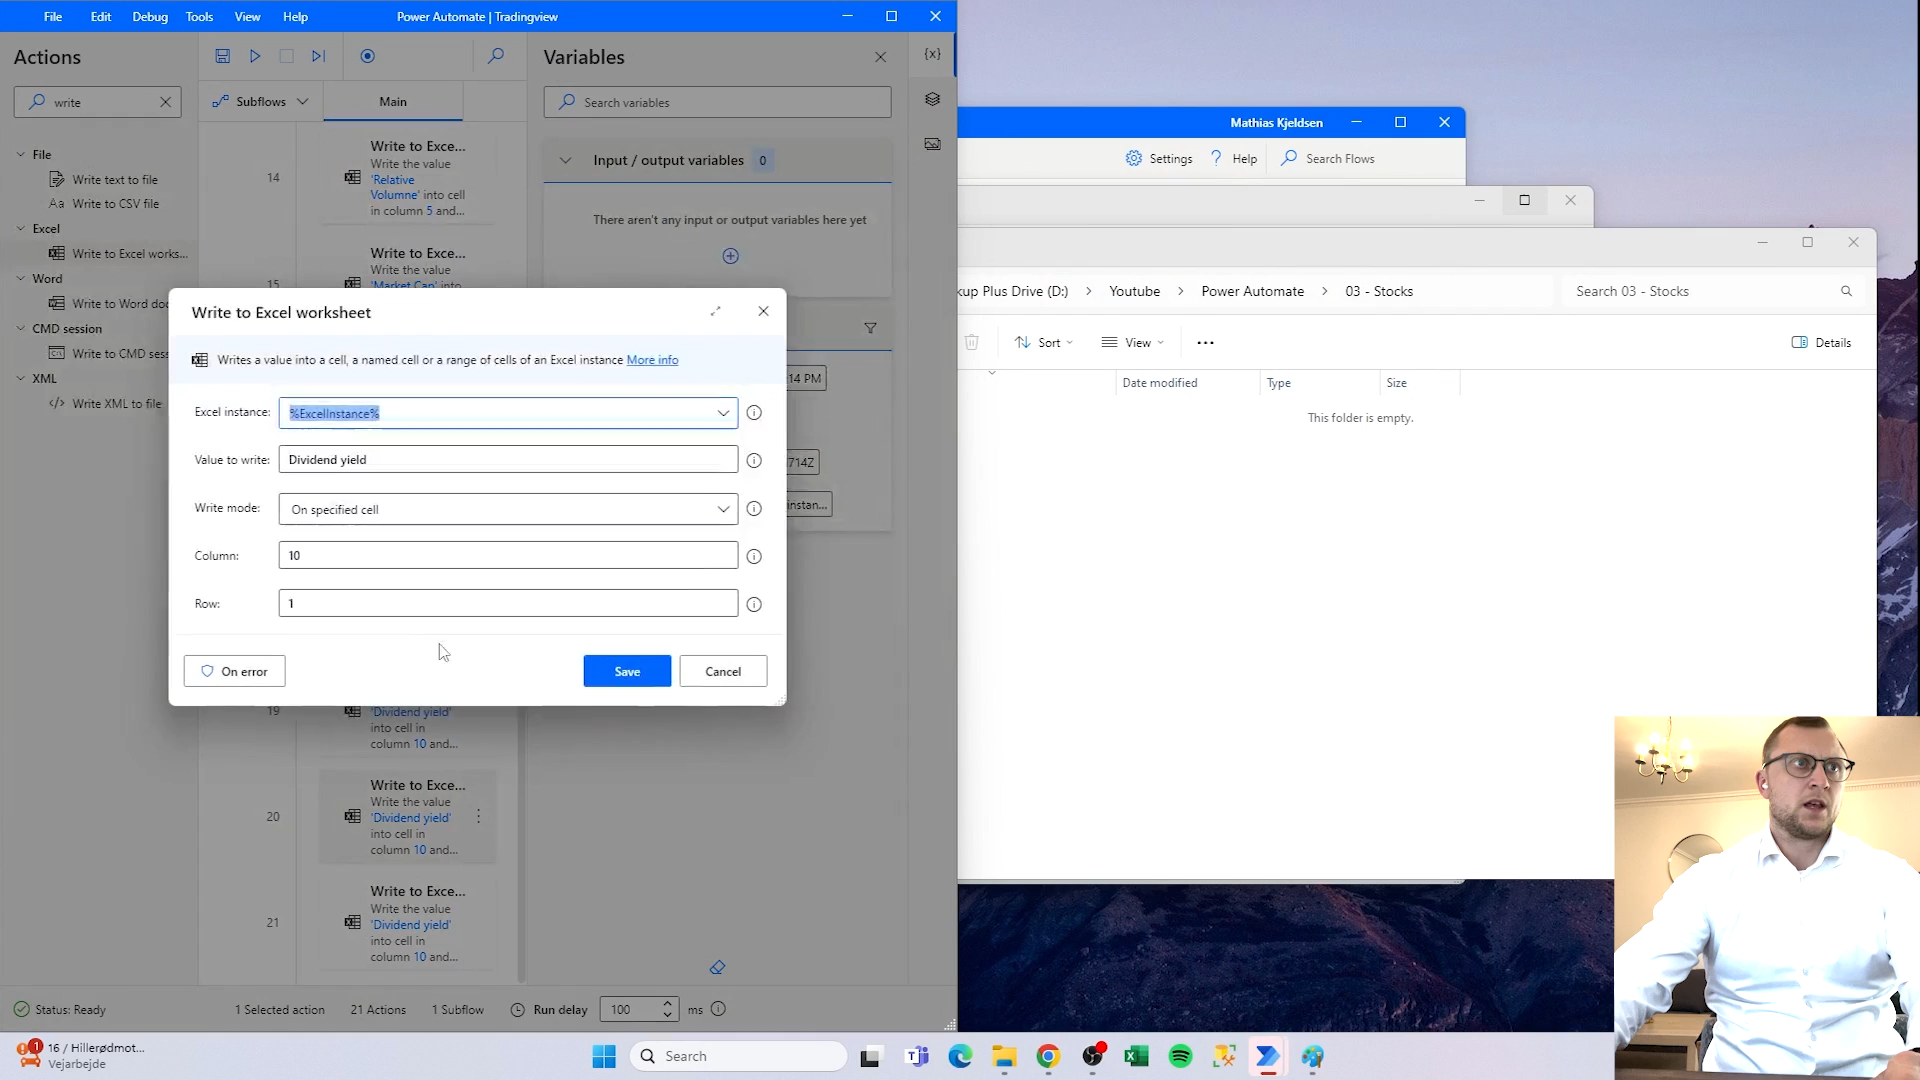 File Edit Debug Tools View Help Power Automate | Tradingview
Actions
write
File
Write text to file
Write to CSV file
Excel
Write to Excel works...
Word
Write to Word doc
CMD session
Write to CMD sess
XML
Write XML to file
Subflows Main
14
Write to Exce...
Write the value
'Relative
Volumne' into cell
in column 5 and...
15
Write to Exce...
Write the value
'Market Cap' into
Variables
Search variables
Input / output variables 0
There aren't any input or output variables here yet
14 PM
714Z
instan...
Write to Excel worksheet
Writes a value into a cell, a named cell or a range of cells of an Excel instance More info
Excel instance: %ExcelInstance%
Value to write: Dividend yield
Write mode: On specified cell
Column: 10
Row: 1
On error Save Cancel
19
'Dividend yield'
into cell in
column 10 and...
20
Write to Exce...
Write the value
'Dividend yield'
into cell in
column 10 and...
21
Write to Exce...
Write the value
'Dividend yield'
into cell in
column 10 and...
Status: Ready 1 Selected action 21 Actions 1 Subflow Run delay 100 ms
Mathias Kjeldsen
Settings Help Search Flows
kup Plus Drive (D:) Youtube Power Automate 03 - Stocks Search 03 - Stocks
Sort View Details
Date modified Type Size
This folder is empty.
1
16 / Hillerødmot...
Vejarbejde
Search